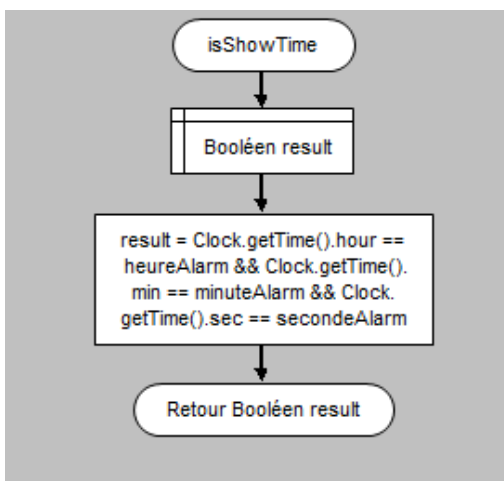 isShowTime
Booléen result
result = Clock.getTime().hour ==
heureAlarm && Clock.getTime().
min == minuteAlarm && Clock.
getTime().sec == secondeAlarm
Retour Booléen result